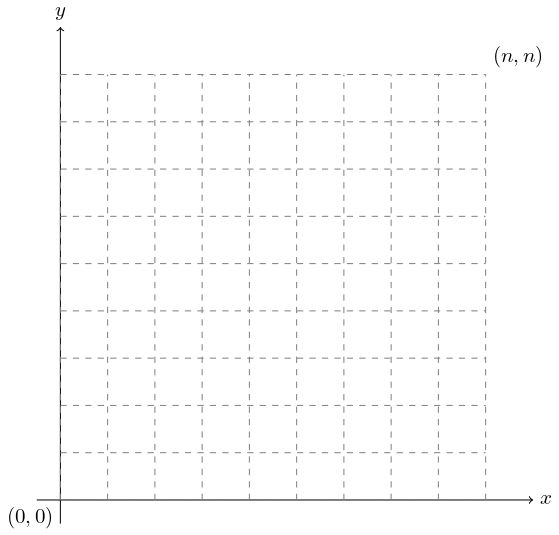 y
(n, n)
x
(0, 0)